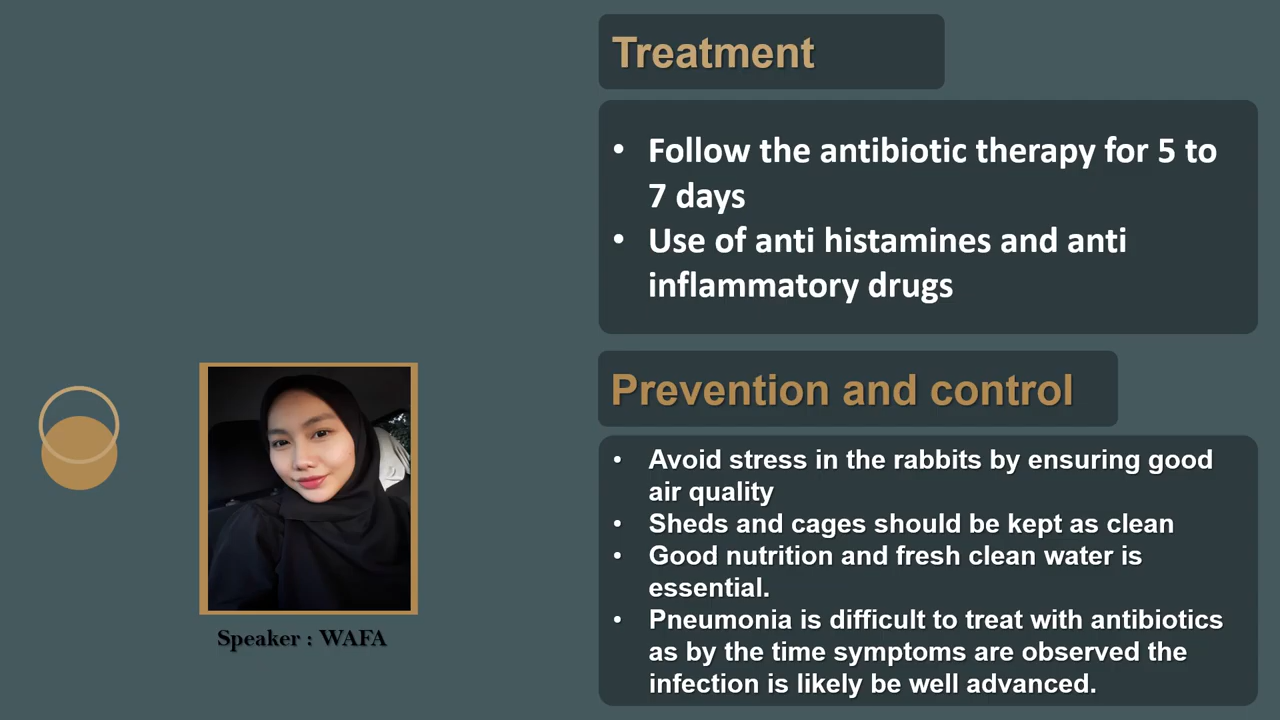 Treatment
• Follow the antibiotic therapy for 5 to
7 days
• Use of anti histamines and anti
inflammatory drugs
Prevention and control
• Avoid stress in the rabbits by ensuring good
air quality
• Sheds and cages should be kept as clean
• Good nutrition and fresh clean water is
essential.
• Pneumonia is difficult to treat with antibiotics
as by the time symptoms are observed the
infection is likely be well advanced.
Speaker : WAFA